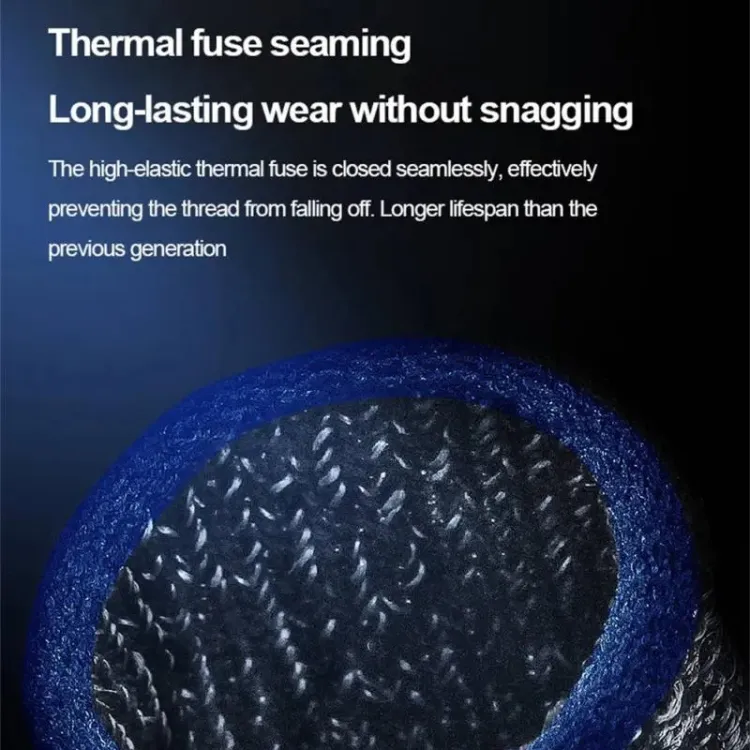 Thermal fuse seaming
Long-lasting wear without snagging
The high-elastic thermal fuse is closed seamlessly, effectively
preventing the thread from falling off. Longer lifespan than the
previous generation